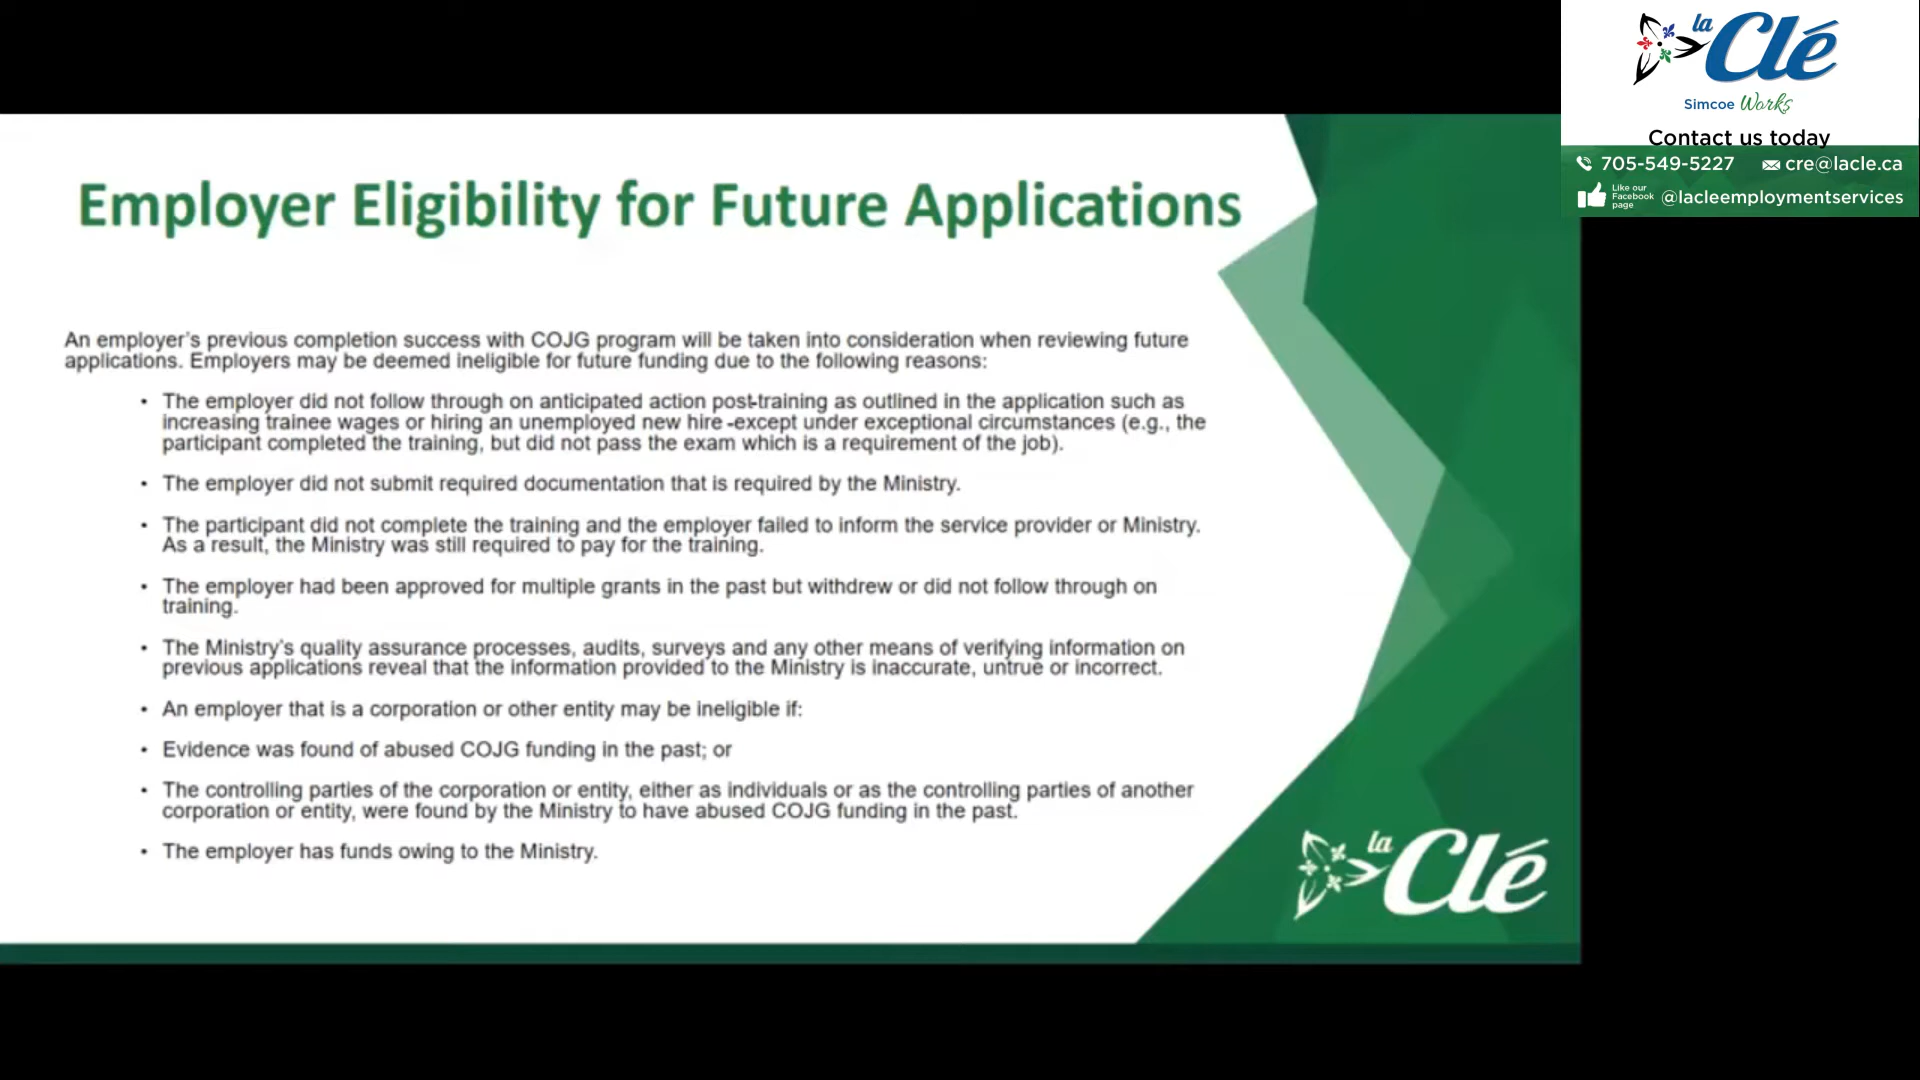 la Clé
Simcoe Works
Contact us today
705-549-5227 cre@lacle.ca
Like our
Facebook
page
@lacleemploymentservices
Employer Eligibility for Future Applications
An employer's previous completion success with COJG program will be taken into consideration when reviewing future
applications. Employers may be deemed ineligible for future funding due to the following reasons:
• The employer did not follow through on anticipated action post-training as outlined in the application such as
increasing trainee wages or hiring an unemployed new hire -except under exceptional circumstances (e.g., the
participant completed the training, but did not pass the exam which is a requirement of the job).
• The employer did not submit required documentation that is required by the Ministry.
• The participant did not complete the training and the employer failed to inform the service provider or Ministry.
As a result, the Ministry was still required to pay for the training.
• The employer had been approved for multiple grants in the past but withdrew or did not follow through on
training.
• The Ministry's quality assurance processes, audits, surveys and any other means of verifying information on
previous applications reveal that the information provided to the Ministry is inaccurate, untrue or incorrect.
• An employer that is a corporation or other entity may be ineligible if:
• Evidence was found of abused COJG funding in the past; or
• The controlling parties of the corporation or entity, either as individuals or as the controlling parties of another
corporation or entity, were found by the Ministry to have abused COJG funding in the past.
• The employer has funds owing to the Ministry.
la Clé